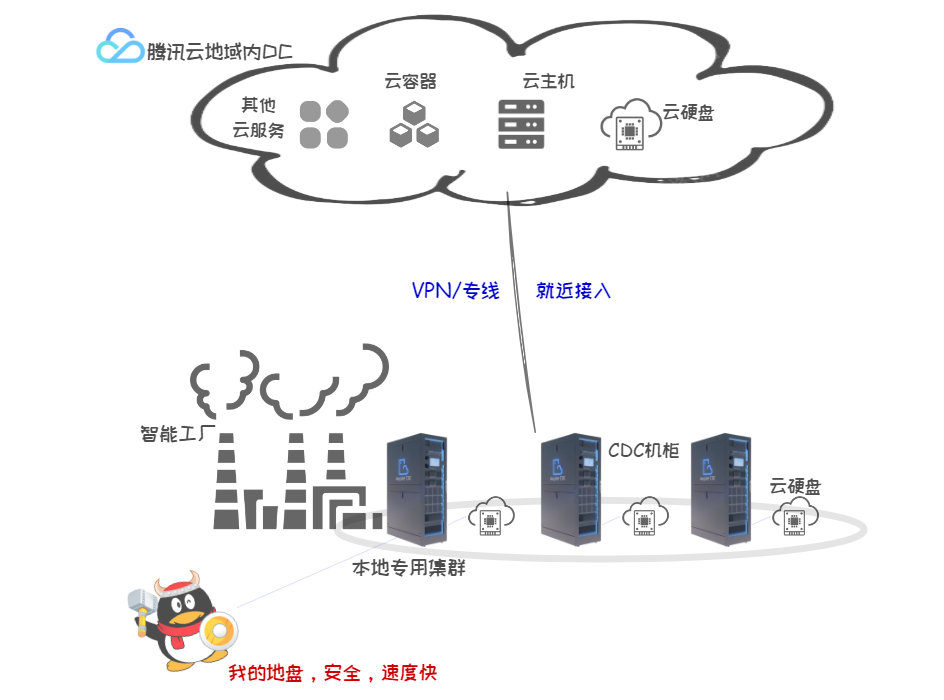 腾讯云地域内DC
云容器
云主机
其他
云服务
云硬盘
VPN/专线
就近接入
智能工厂
CDC机柜
云硬盘
本地专用集群
我的地盘，安全，速度快